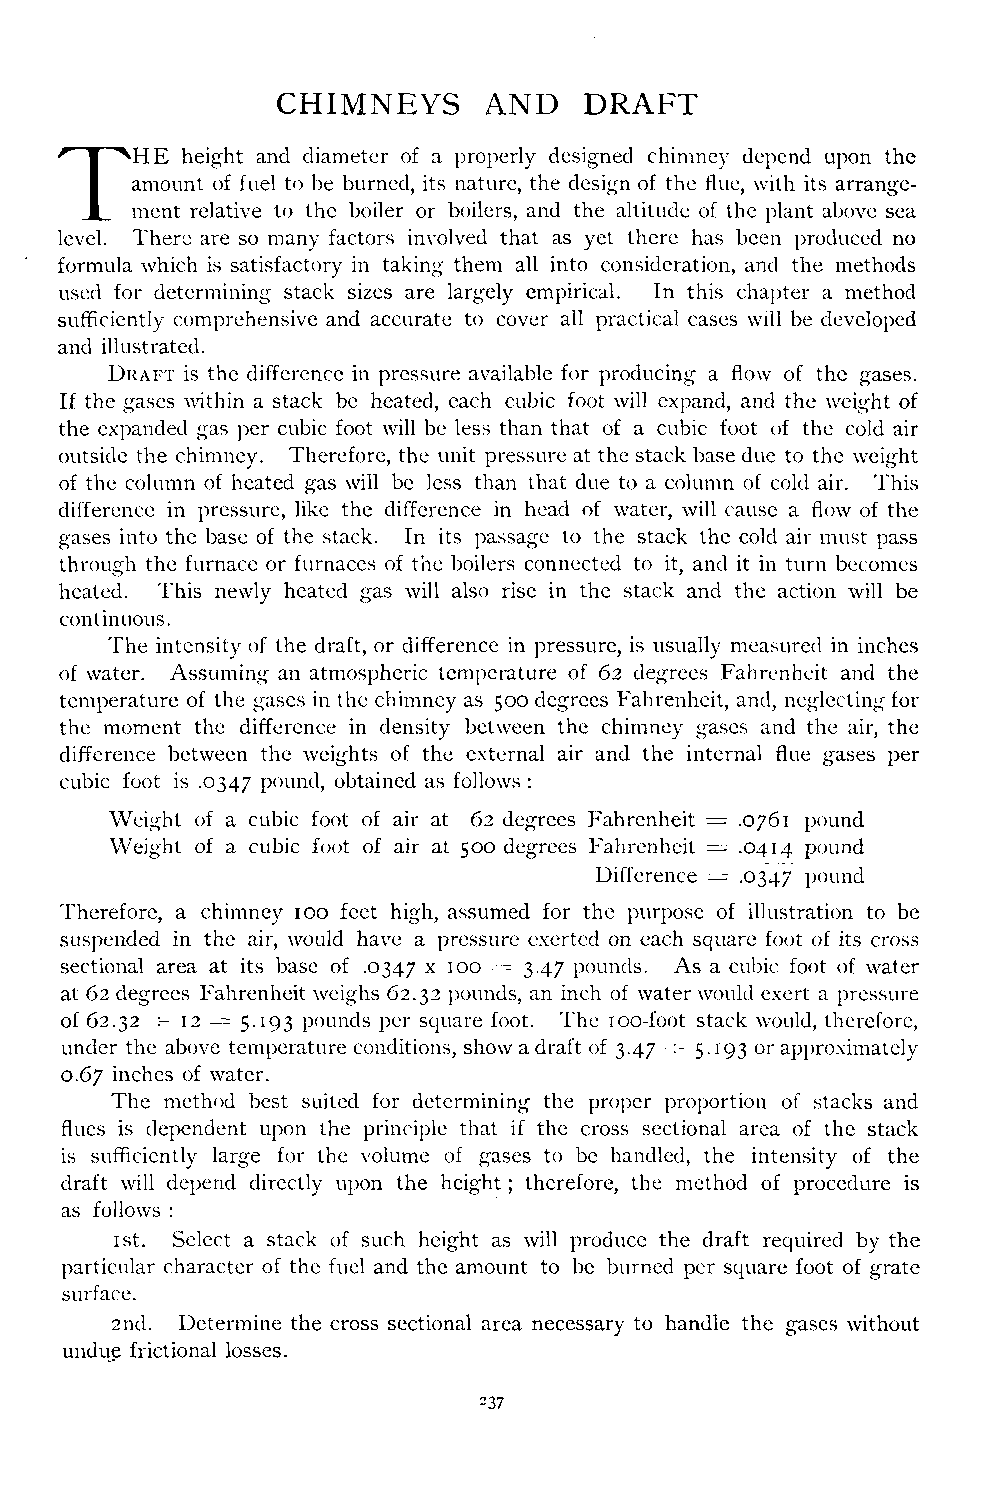 CHIMNEYS AND DRAFT
THE height and diameter of a properly designed chimney depend upon the
amount of fuel to be burned, its nature, the design of the flue, with its arrange-
ment relative to the boiler or boilers, and the altitude of the plant above sea
level. There are so many factors involved that as yet there has been produced no
formula which is satisfactory in taking them all into consideration, and the methods
used for determining stack sizes are largely empirical. In this chapter a method
sufficiently comprehensive and accurate to cover all practical cases will be developed
and illustrated.
DRAFT is the difference in pressure available for producing a flow of the gases.
If the gases within a stack be heated, each cubic foot will expand, and the weight of
the expanded gas per cubic foot will be less than that of a cubic foot of the cold air
outside the chimney. Therefore, the unit pressure at the stack base due to the weight
of the column of heated gas will be less than that due to a column of cold air. This
difference in pressure, like the difference in head of water, will cause a flow of the
gases into the base of the stack. In its passage to the stack the cold air must pass
through the furnace or furnaces of the boilers connected to it, and it in turn becomes
heated. This newly heated gas will also rise in the stack and the action will be
continuous.
The intensity of the draft, or difference in pressure, is usually measured in inches
of water. Assuming an atmospheric temperature of 62 degrees Fahrenheit and the
temperature of the gases in the chimney as 500 degrees Fahrenheit, and, neglecting for
the moment the difference in density between the chimney gases and the air, the
difference between the weights of the external air and the internal flue gases per
cubic foot is .0347 pound, obtained as follows :
Weight of a cubic foot of air at 62 degrees Fahrenheit = .0761 pound
Weight of a cubic foot of air at 500 degrees Fahrenheit = .0414 pound
Difference = .0347 pound
Therefore, a chimney 100 feet high, assumed for the purpose of illustration to be
suspended in the air, would have a pressure exerted on each square foot of its cross
sectional area at its base of .0347 x 100 = 3.47 pounds. As a cubic foot of water
at 62 degrees Fahrenheit weighs 62.32 pounds, an inch of water would exert a pressure
of 62.32 ÷ 12 = 5.193 pounds per square foot. The 100-foot stack would, therefore,
under the above temperature conditions, show a draft of 3.47 ÷ 5.193 or approximately
0.67 inches of water.
The method best suited for determining the proper proportion of stacks and
flues is dependent upon the principle that if the cross sectional area of the stack
is sufficiently large for the volume of gases to be handled, the intensity of the
draft will depend directly upon the height ; therefore, the method of procedure is
as follows :
1st. Select a stack of such height as will produce the draft required by the
particular character of the fuel and the amount to be burned per square foot of grate
surface.
2nd. Determine the cross sectional area necessary to handle the gases without
undue frictional losses.
237